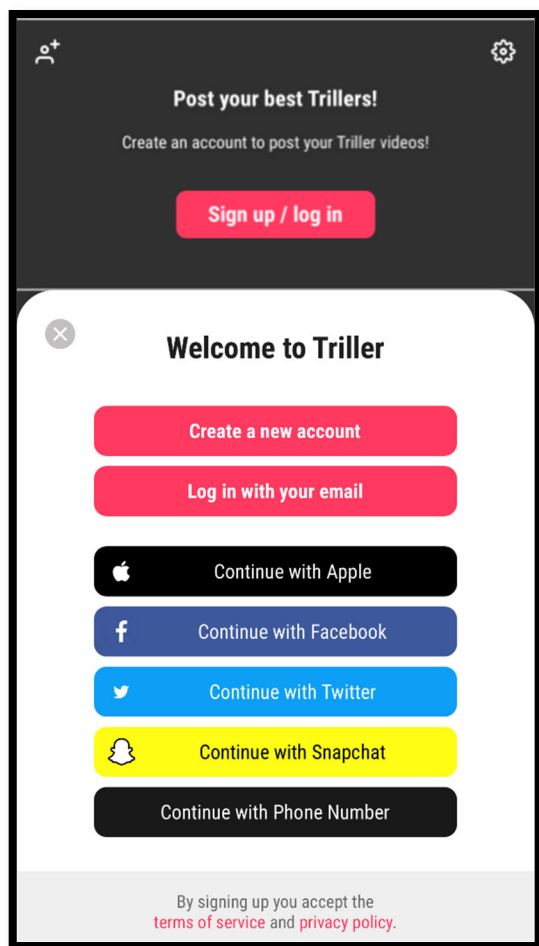 Post your best Trillers!
Create an account to post your Triller videos!
Sign up / log in
Welcome to Triller
Create a new account
Log in with your email
Continue with Apple
Continue with Facebook
Continue with Twitter
Continue with Snapchat
Continue with Phone Number
By signing up you accept the
terms of service and privacy policy.